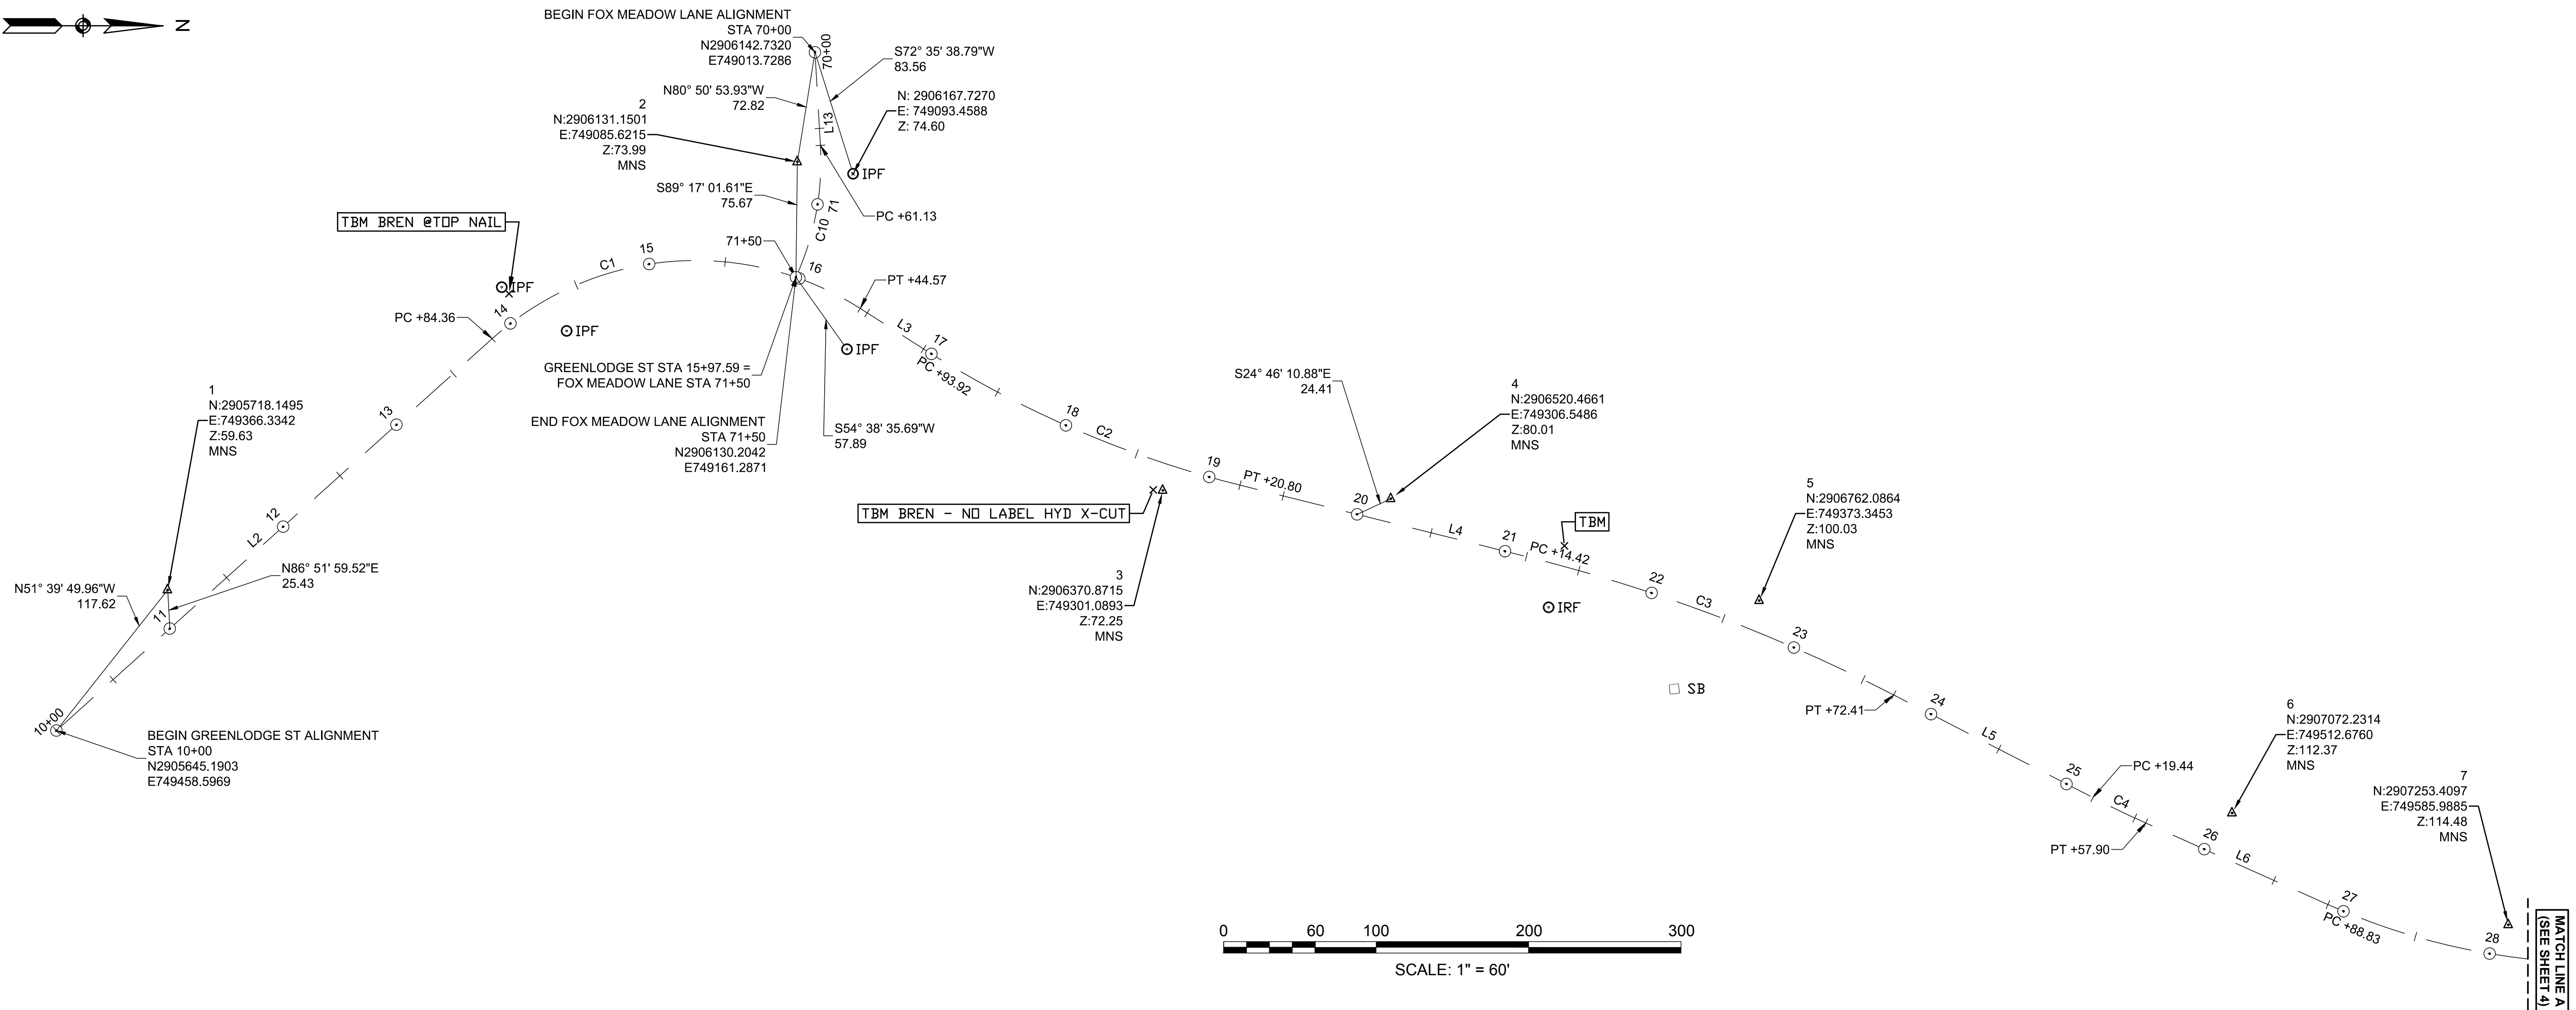 N
BEGIN FOX MEADOW LANE ALIGNMENT
STA 70+00
N2906142.7320
E749013.7286
70+00
S72° 35' 38.79"W
83.56
N80° 50' 53.93"W
72.82
N: 2906167.7270
E: 749093.4588
Z: 74.60
2
N:2906131.1501
E:749085.6215
Z:73.99
MNS
L13
IPF
S89° 17' 01.61"E
75.67
PC +61.13
71
C10
TBM BREN @TOP NAIL
71+50
15
C1
16
PT +44.57
IPF
14
PC +84.36
IPF
L3
17
PC +93.92
IPF
GREENLODGE ST STA 15+97.59 =
FOX MEADOW LANE STA 71+50
1
N:2905718.1495
E:749366.3342
Z:59.63
MNS
13
END FOX MEADOW LANE ALIGNMENT
STA 71+50
N2906130.2042
E749161.2871
S54° 38' 35.69"W
57.89
18
C2
19
PT +20.80
S24° 46' 10.88"E
24.41
4
N:2906520.4661
E:749306.5486
Z:80.01
MNS
TBM BREN - NO LABEL HYD X-CUT
20
L4
21
TBM
PC +14.42
5
N:2906762.0864
E:749373.3453
Z:100.03
MNS
12
L2
N86° 51' 59.52"E
25.43
N51° 39' 49.96"W
117.62
11
3
N:2906370.8715
E:749301.0893
Z:72.25
MNS
IRF
22
C3
23
SB
PT +72.41
24
10+00
BEGIN GREENLODGE ST ALIGNMENT
STA 10+00
N2905645.1903
E749458.5969
L5
25
PC +19.44
6
N:2907072.2314
E:749512.6760
Z:112.37
MNS
7
N:2907253.4097
E:749585.9885
Z:114.48
MNS
C4
26
PT +57.90
L6
27
PC +88.83
28
MATCH LINE A
(SEE SHEET 4)
0 60 100 200 300
SCALE: 1" = 60'